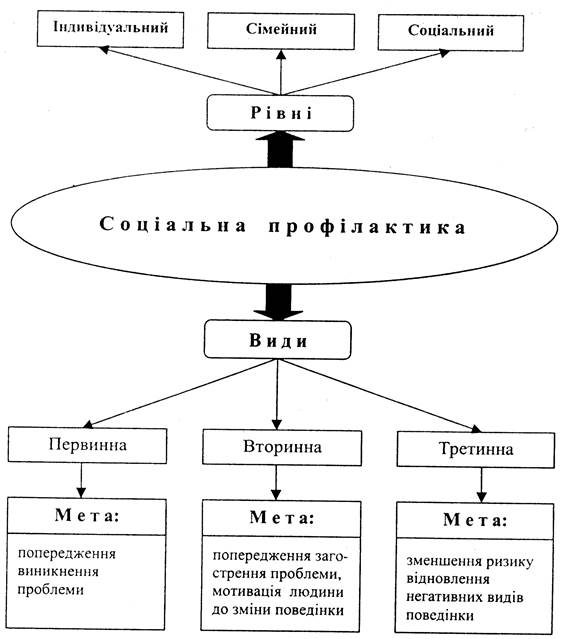 Індивідуальний
Сімейний
Соціальний
Рівні
Соціальна профілактика
Види
Первинна
Вторинна
Третинна
Мета:
попередження
виникнення
проблеми
Мета:
попередження заго-
острення проблеми,
мотивація людини
до зміни поведінки
Мета:
зменшення ризику
відновлення
негативних видів
поведінки